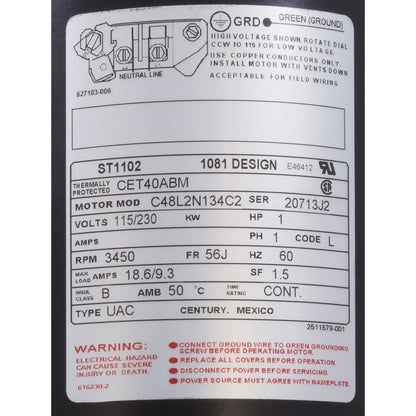 GRD GREEN (GROUND)
HIGH VOLTAGE SHOWN. ROTATE DIAL
CCW TO 115 FOR LOW VOLTAGE.
USE COPPER CONDUCTORS ONLY.
INSTALL MOTOR WITH VENTS DOWN
ACCEPTABLE FOR FIELD WIRING
NEUTRAL LINE
627103-006
ST1102 1081 DESIGN E46412
THERMALLY PROTECTED CET40ABM
MOTOR MOD C48L2N134C2 SER 20713J2
VOLTS 115/230 KW HP 1
AMPS PH 1 CODE L
RPM 3450 FR 56J HZ 60
MAX LOAD AMPS 18.6/9.3 SF 1.5
INSUL CLASS B AMB 50 °C TIME RATING CONT.
TYPE UAC CENTURY, MEXICO
2511579-001
WARNING:
ELECTRICAL HAZARD
CAN CAUSE SEVERE
INJURY OR DEATH.
616230-2
CONNECT GROUND WIRE TO GREEN GROUNDING
SCREW BEFORE OPERATING MOTOR.
REPLACE ALL COVERS BEFORE OPERATING.
DISCONNECT POWER BEFORE SERVICING.
POWER SOURCE MUST AGREE WITH NAMEPLATE.